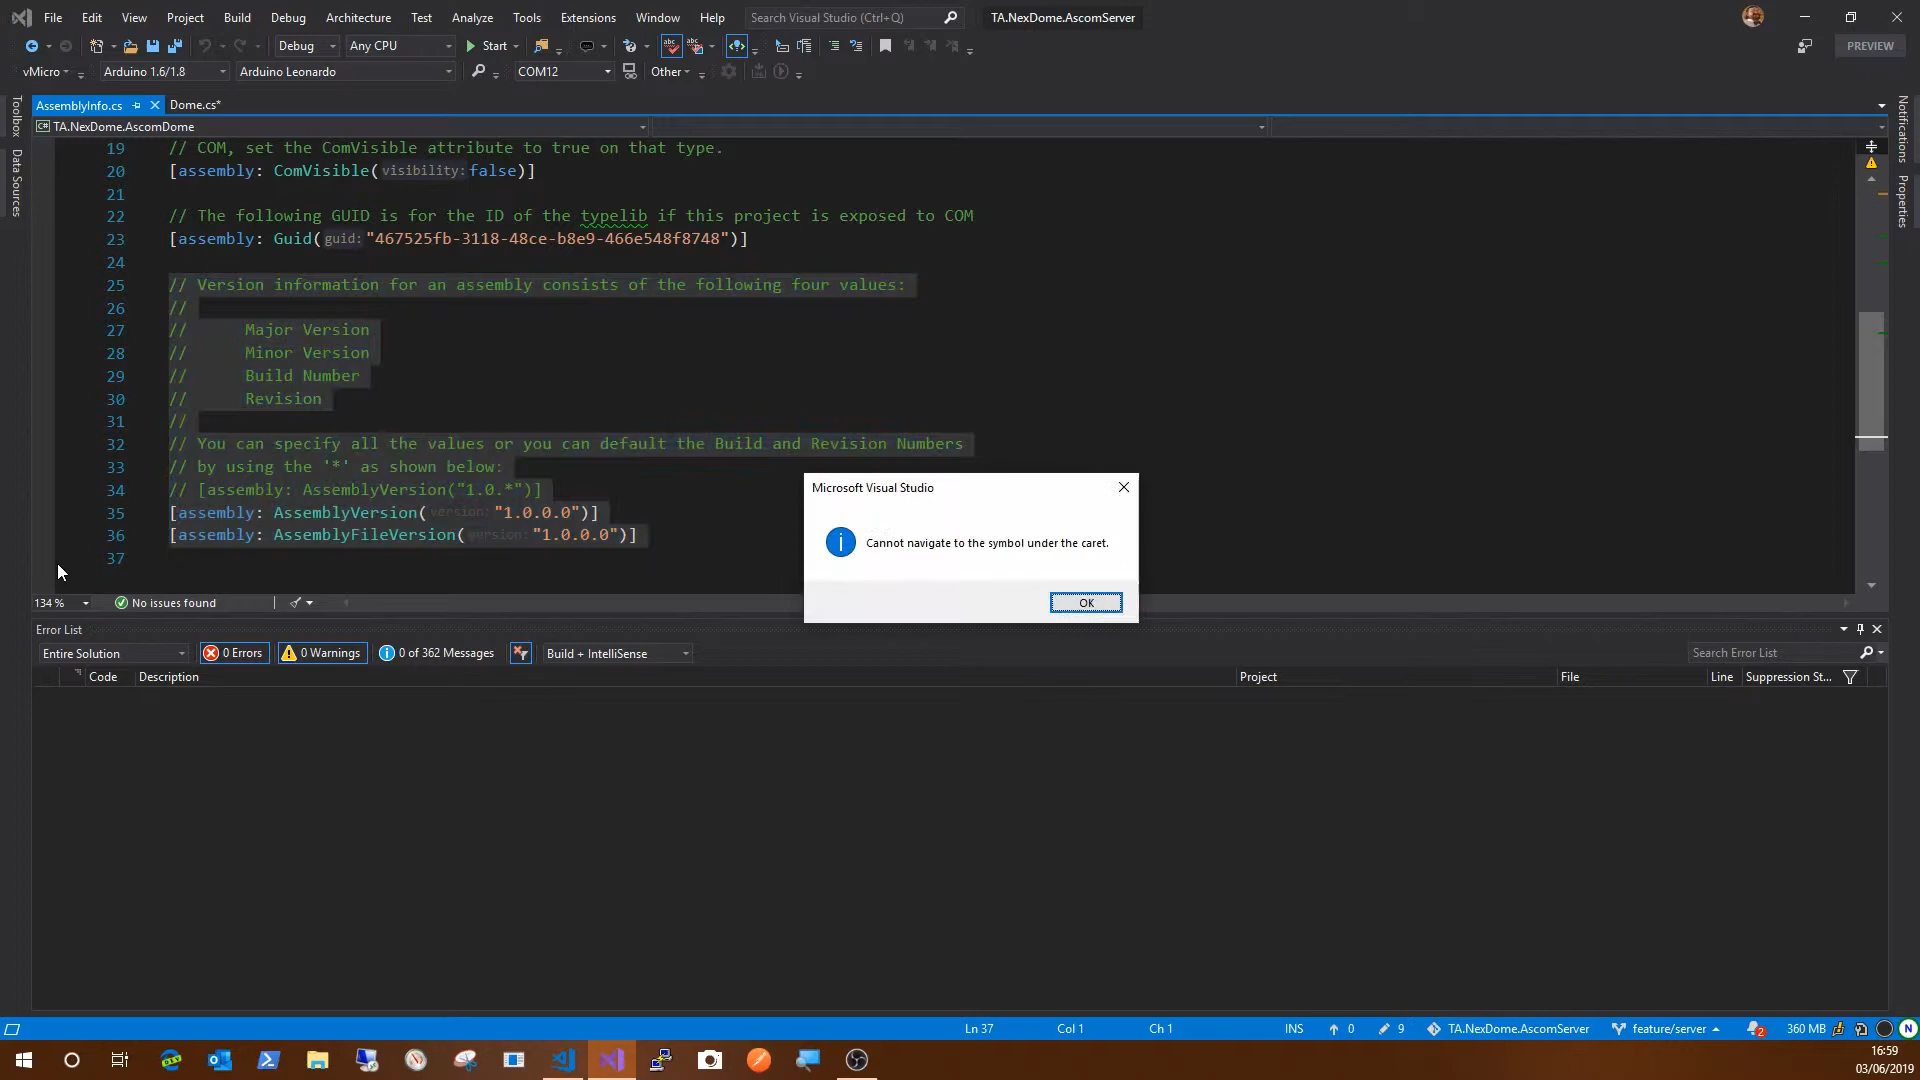 File Edit View Project Build Debug Architecture Test Analyze Tools Extensions Window Help Search Visual Studio (Ctrl+Q) TA.NexDome.AscomServer
Debug Any CPU Start PREVIEW
vMicro Arduino 1.6/1.8 Arduino Leonardo COM12 Other
Toolbox
Data Sources
Notifications
Properties
AssemblyInfo.cs Dome.cs*
C# TA.NexDome.AscomDome
19 // COM, set the ComVisible attribute to true on that type.
20 [assembly: ComVisible(visibility:false)]
21
22 // The following GUID is for the ID of the typelib if this project is exposed to COM
23 [assembly: Guid(guid:"467525fb-3118-48ce-b8e9-466e548f8748")]
24
25 // Version information for an assembly consists of the following four values:
26 //
27 // Major Version
28 // Minor Version
29 // Build Number
30 // Revision
31 //
32 // You can specify all the values or you can default the Build and Revision Numbers
33 // by using the '*' as shown below:
34 // [assembly: AssemblyVersion("1.0.*")]
35 [assembly: AssemblyVersion(version:"1.0.0.0")]
36 [assembly: AssemblyFileVersion(version:"1.0.0.0")]
37
Microsoft Visual Studio
Cannot navigate to the symbol under the caret.
OK
134 % No issues found
Error List
Entire Solution 0 Errors 0 Warnings 0 of 362 Messages Build + IntelliSense Search Error List
Code Description Project File Line Suppression St...
Ln 37 Col 1 Ch 1 INS 0 9 TA.NexDome.AscomServer feature/server 2 360 MB N
16:59
03/06/2019